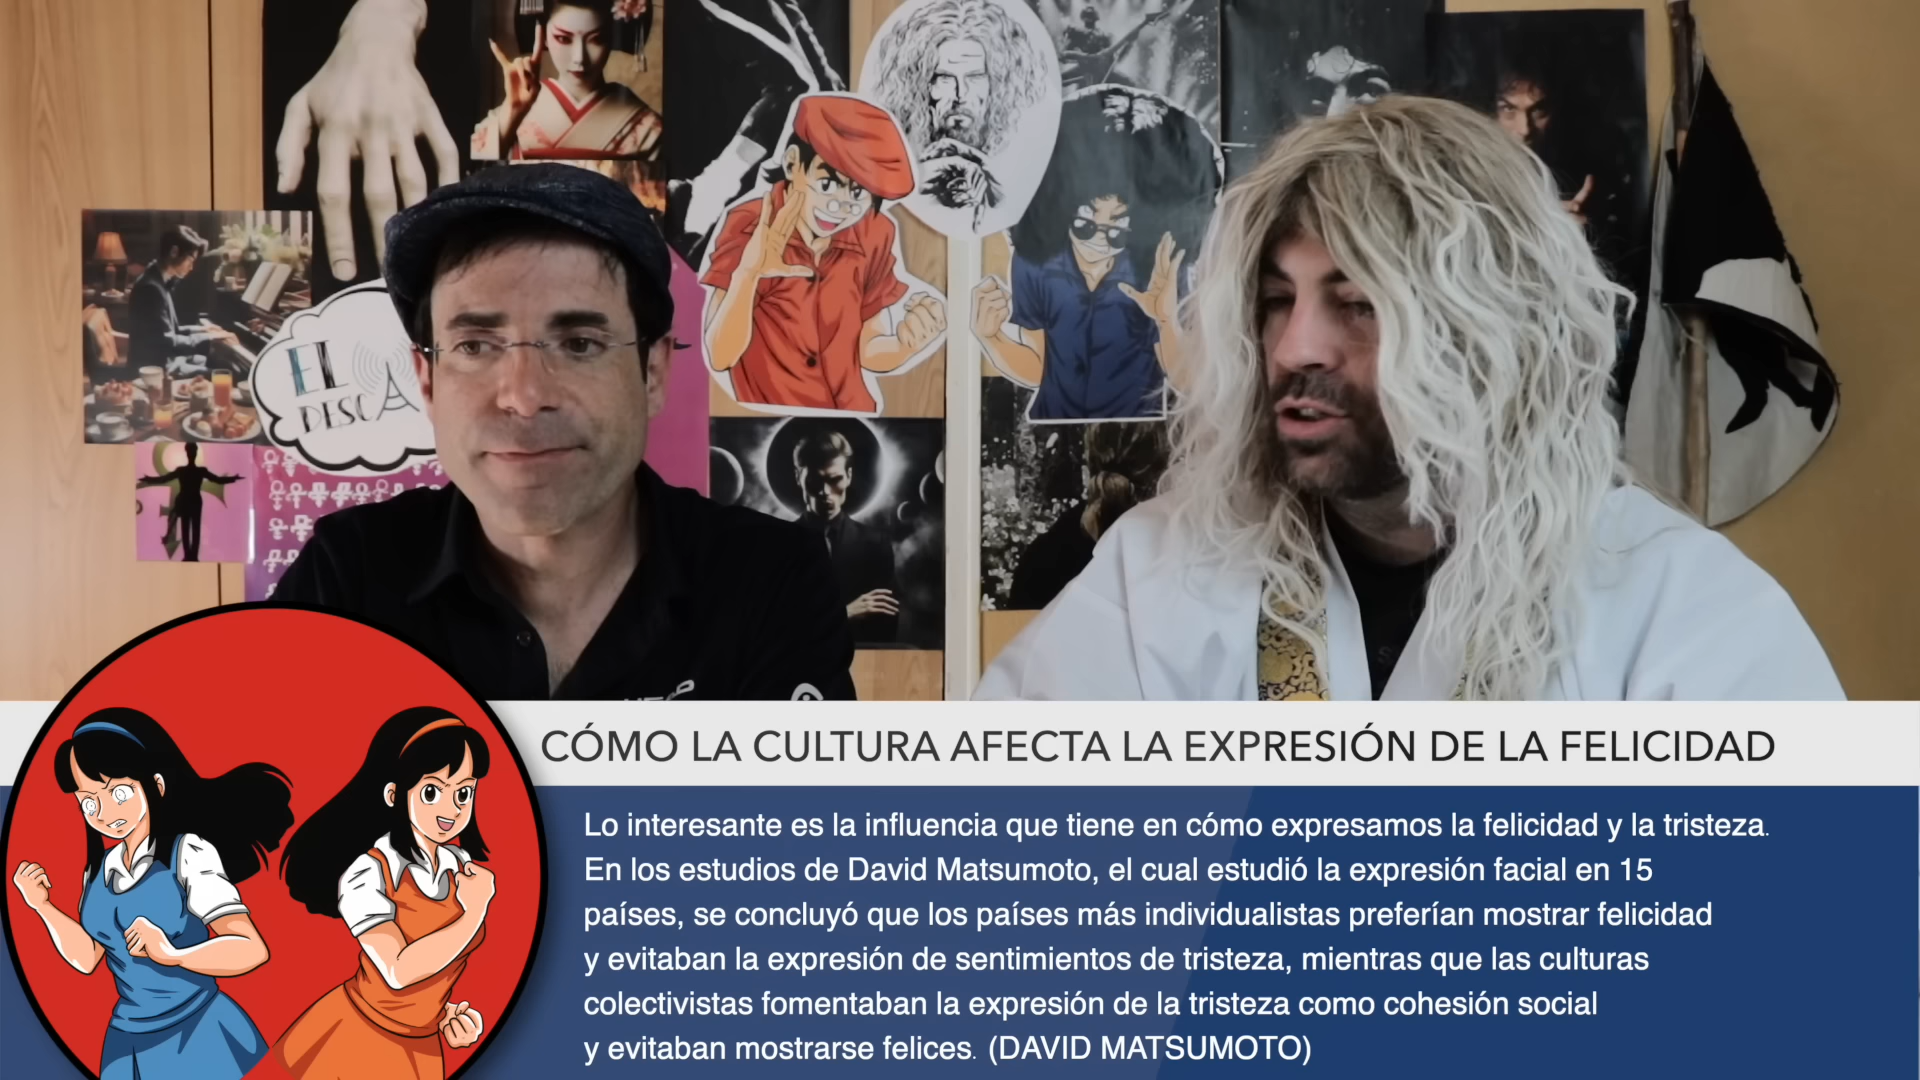 EL
DESCA
CÓMO LA CULTURA AFECTA LA EXPRESIÓN DE LA FELICIDAD
Lo interesante es la influencia que tiene en cómo expresamos la felicidad y la tristeza.
En los estudios de David Matsumoto, el cual estudió la expresión facial en 15
países, se concluyó que los países más individualistas preferían mostrar felicidad
y evitaban la expresión de sentimientos de tristeza, mientras que las culturas
colectivistas fomentaban la expresión de la tristeza como cohesión social
y evitaban mostrarse felices. (DAVID MATSUMOTO)